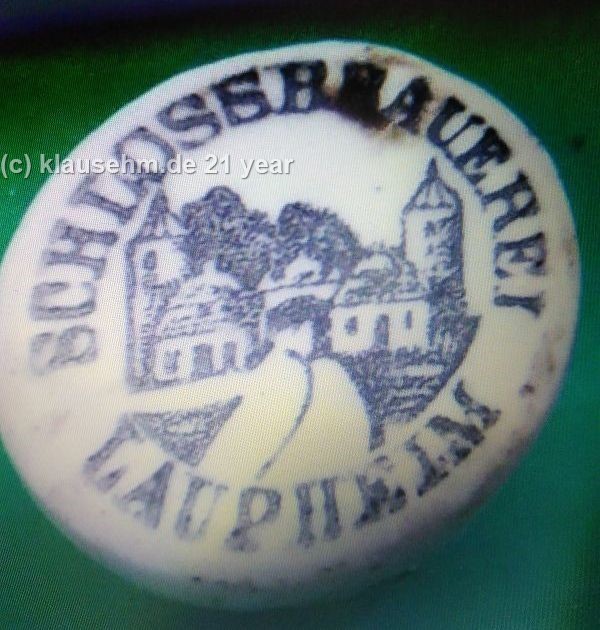 SCHLOSSBRAUEREI
(c) klausehm.de 21 year
LAUPHEIM